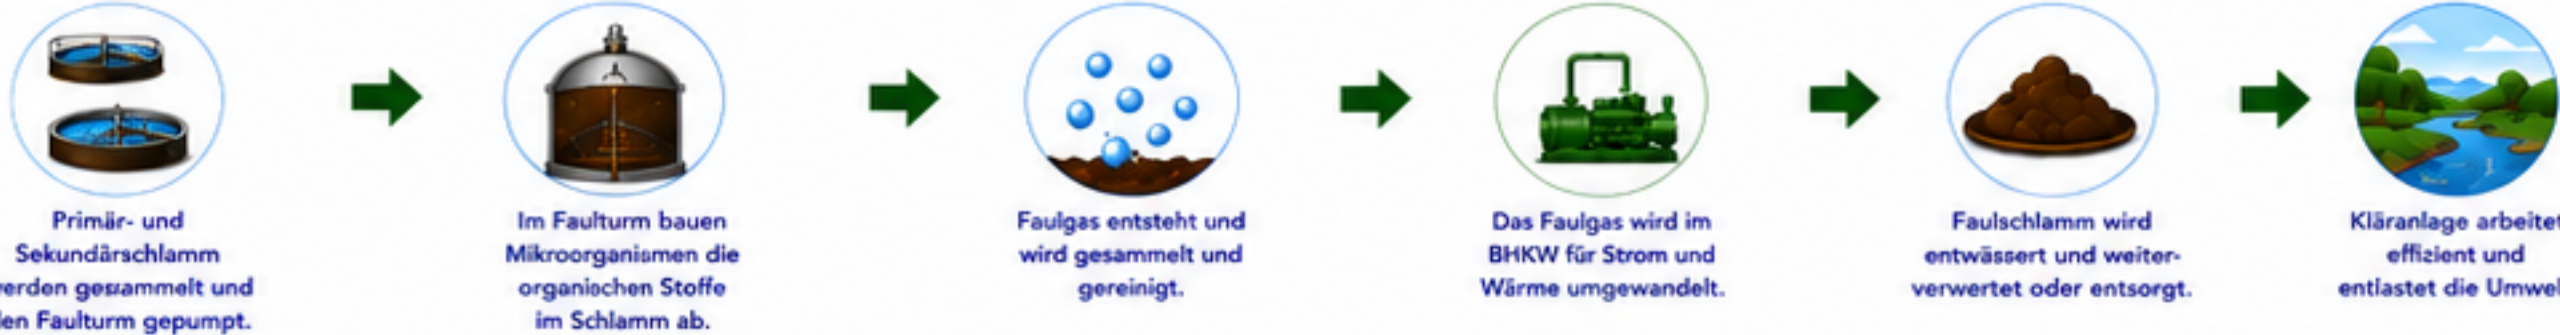 Primär- und
Sekundärschlamm
werden gesammelt und
den Faulturm gepumpt.
Im Faulturm bauen
Mikroorganismen die
organischen Stoffe
im Schlamm ab.
Faulgas entsteht und
wird gesammelt und
gereinigt.
Das Faulgas wird im
BHKW für Strom und
Wärme umgewandelt.
Faulschlamm wird
entwässert und weiter-
verwertet oder entsorgt.
Kläranlage arbeitet
effizient und
entlastet die Umwel